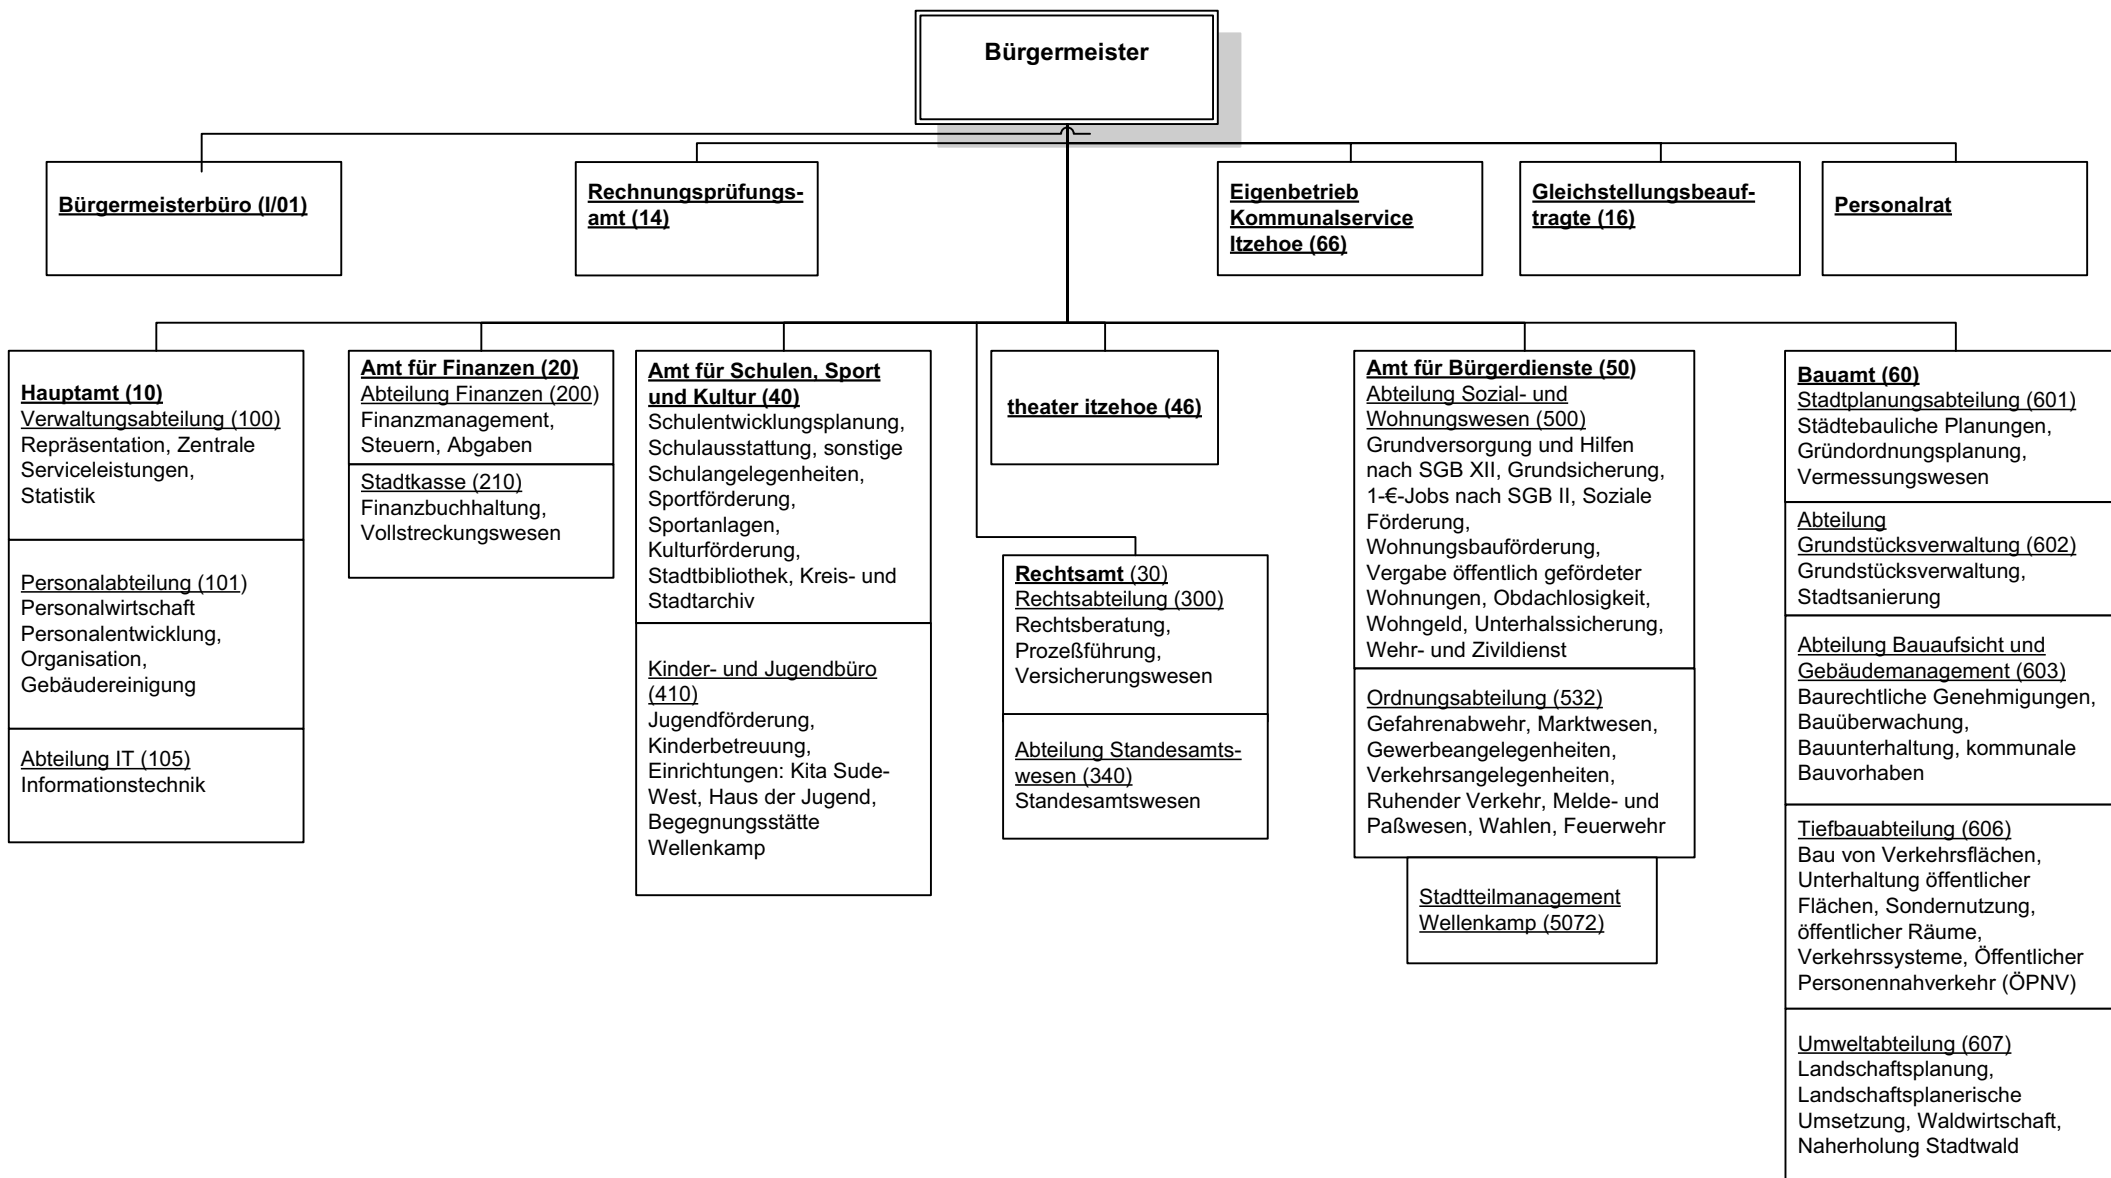 Bürgermeister
Bürgermeisterbüro (I/01)
Rechnungsprüfungs-
amt (14)
Eigenbetrieb
Kommunalservice
Itzehoe (66)
Gleichstellungsbeauf-
tragte (16)
Personalrat
Hauptamt (10)
Verwaltungsabteilung (100)
Repräsentation, Zentrale
Serviceleistungen,
Statistik
Personalabteilung (101)
Personalwirtschaft
Personalentwicklung,
Organisation,
Gebäudereinigung
Abteilung IT (105)
Informationstechnik
Amt für Finanzen (20)
Abteilung Finanzen (200)
Finanzmanagement,
Steuern, Abgaben
Stadtkasse (210)
Finanzbuchhaltung,
Vollstreckungswesen
Amt für Schulen, Sport
und Kultur (40)
Schulentwicklungsplanung,
Schulausstattung, sonstige
Schulangelegenheiten,
Sportförderung,
Sportanlagen,
Kulturförderung,
Stadtbibliothek, Kreis- und
Stadtarchiv
Kinder- und Jugendbüro
(410)
Jugendförderung,
Kinderbetreuung,
Einrichtungen: Kita Sude-
West, Haus der Jugend,
Begegnungsstätte
Wellenkamp
theater itzehoe (46)
Rechtsamt (30)
Rechtsabteilung (300)
Rechtsberatung,
Prozeßführung,
Versicherungswesen
Abteilung Standesamts-
wesen (340)
Standesamtswesen
Amt für Bürgerdienste (50)
Abteilung Sozial- und
Wohnungswesen (500)
Grundversorgung und Hilfen
nach SGB XII, Grundsicherung,
1-€-Jobs nach SGB II, Soziale
Förderung,
Wohnungsbauförderung,
Vergabe öffentlich gefördeter
Wohnungen, Obdachlosigkeit,
Wohngeld, Unterhalssicherung,
Wehr- und Zivildienst
Ordnungsabteilung (532)
Gefahrenabwehr, Marktwesen,
Gewerbeangelegenheiten,
Verkehrsangelegenheiten,
Ruhender Verkehr, Melde- und
Paßwesen, Wahlen, Feuerwehr
Stadtteilmanagement
Wellenkamp (5072)
Bauamt (60)
Stadtplanungsabteilung (601)
Städtebauliche Planungen,
Gründordnungsplanung,
Vermessungswesen
Abteilung
Grundstücksverwaltung (602)
Grundstücksverwaltung,
Stadtsanierung
Abteilung Bauaufsicht und
Gebäudemanagement (603)
Baurechtliche Genehmigungen,
Bauüberwachung,
Bauunterhaltung, kommunale
Bauvorhaben
Tiefbauabteilung (606)
Bau von Verkehrsflächen,
Unterhaltung öffentlicher
Flächen, Sondernutzung,
öffentlicher Räume,
Verkehrssysteme, Öffentlicher
Personennahverkehr (ÖPNV)
Umweltabteilung (607)
Landschaftsplanung,
Landschaftsplanerische
Umsetzung, Waldwirtschaft,
Naherholung Stadtwald